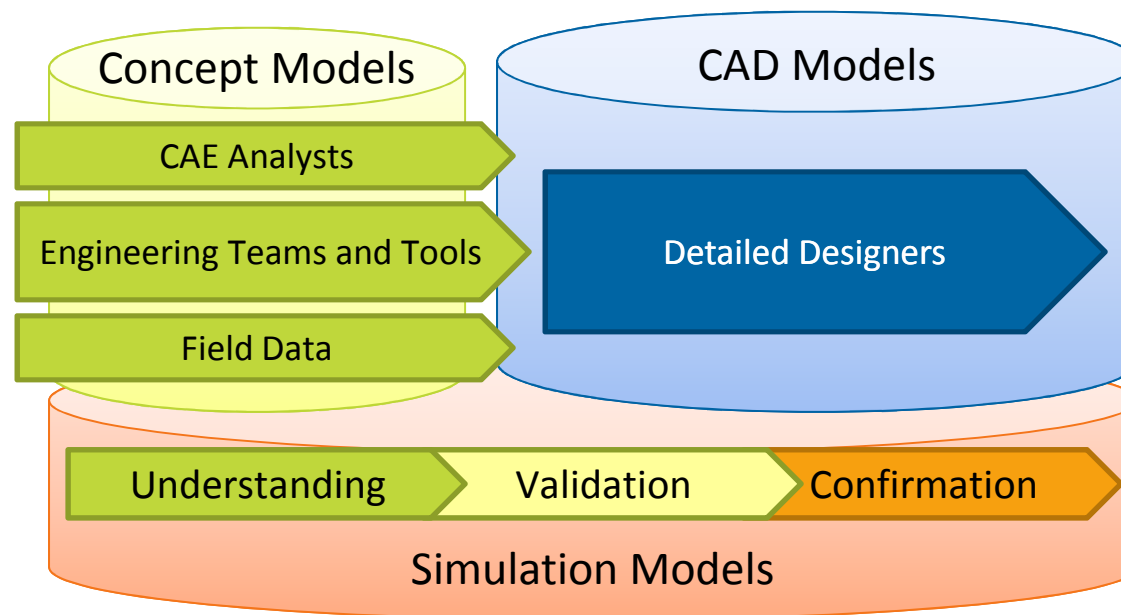 Concept Models
CAD Models
CAE Analysts
Engineering Teams and Tools
Detailed Designers
Field Data
Understanding
Validation
Confirmation
Simulation Models